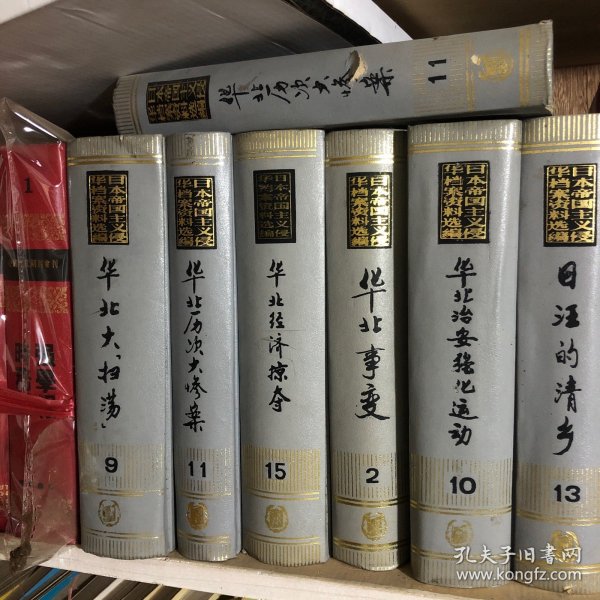 日本帝国主义侵
华档案资料选编
华北历次大惨案
11
1
日本帝国主义侵
华档案资料选编
华北大“扫荡”
9
日本帝国主义侵
华档案资料选编
华北历次大惨案
11
日本帝国主义侵
华档案资料选编
华北经济掠夺
15
日本帝国主义侵
华档案资料选编
华北事变
2
日本帝国主义侵
华档案资料选编
华北治安强化运动
10
日本帝国主义侵
华档案资料选编
日汪的清乡
13
孔夫子旧书网
www.kongfz.com